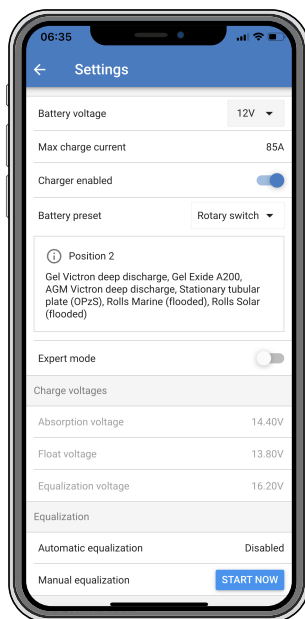 06:35
Settings
Battery voltage 12V
Max charge current 85A
Charger enabled
Battery preset Rotary switch
Position 2
Gel Victron deep discharge, Gel Exide A200,
AGM Victron deep discharge, Stationary tubular
plate (OPzS), Rolls Marine (flooded), Rolls Solar
(flooded)
Expert mode
Charge voltages
Absorption voltage 14.40V
Float voltage 13.80V
Equalization voltage 16.20V
Equalization
Automatic equalization Disabled
Manual equalization START NOW